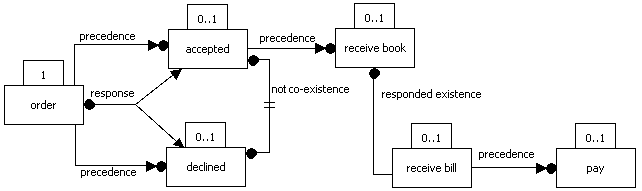 0..1
0..1
precedence
accepted
precedence
receive book
1
order
response
not co-existence
responded existence
0..1
0..1
0..1
precedence
declined
receive bill
precedence
pay